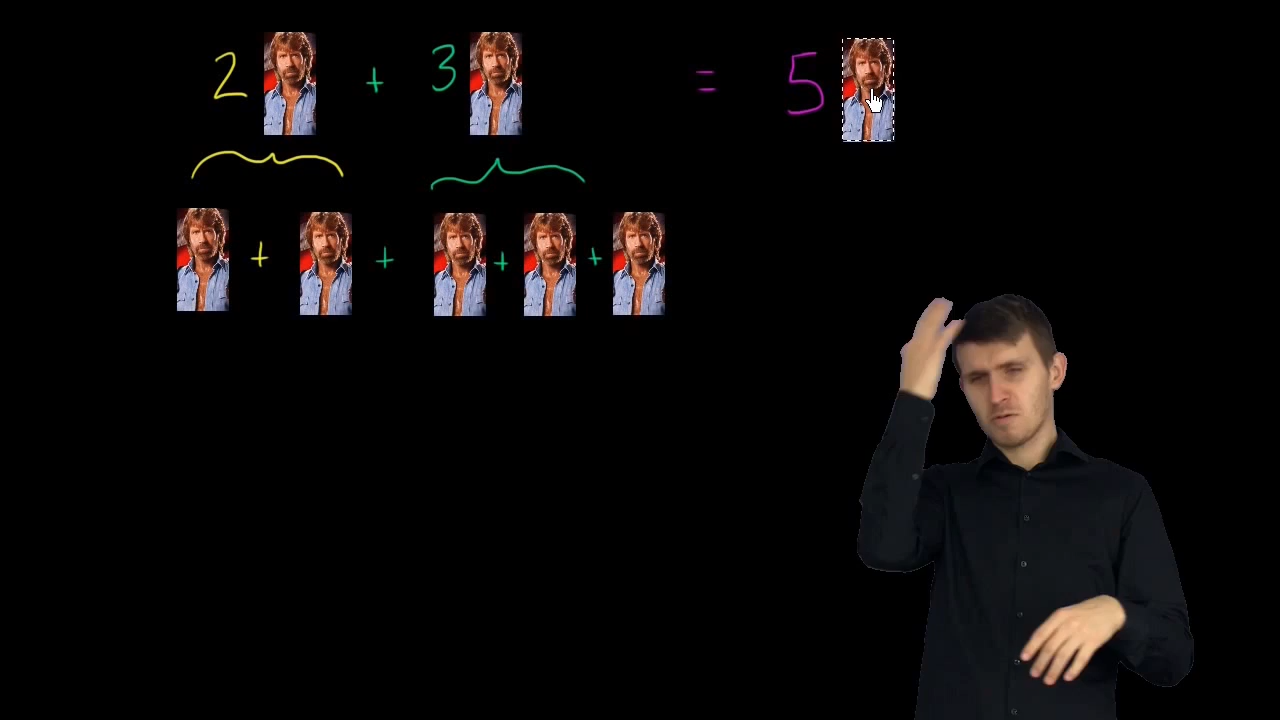 2 + 3 = 5
+ + + +